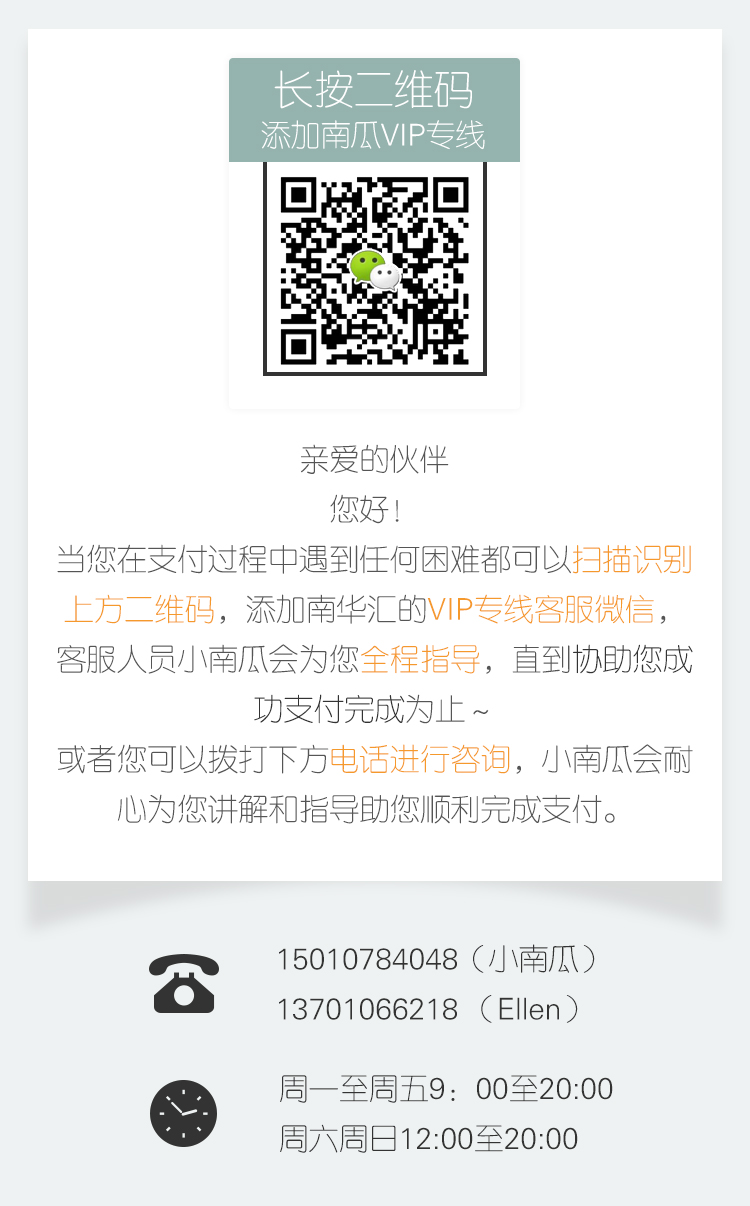 长按二维码
添加南瓜VIP专线
亲爱的伙伴
您好！
当您在支付过程中遇到任何困难都可以扫描识别
上方二维码，添加南华汇的VIP专线客服微信，
客服人员小南瓜会为您全程指导，直到协助您成
功支付完成为止～
或者您可以拨打下方电话进行咨询，小南瓜会耐
心为您讲解和指导助您顺利完成支付。
15010784048（小南瓜）
13701066218 （Ellen）
周一至周五9：00至20:00
周六周日12:00至20:00